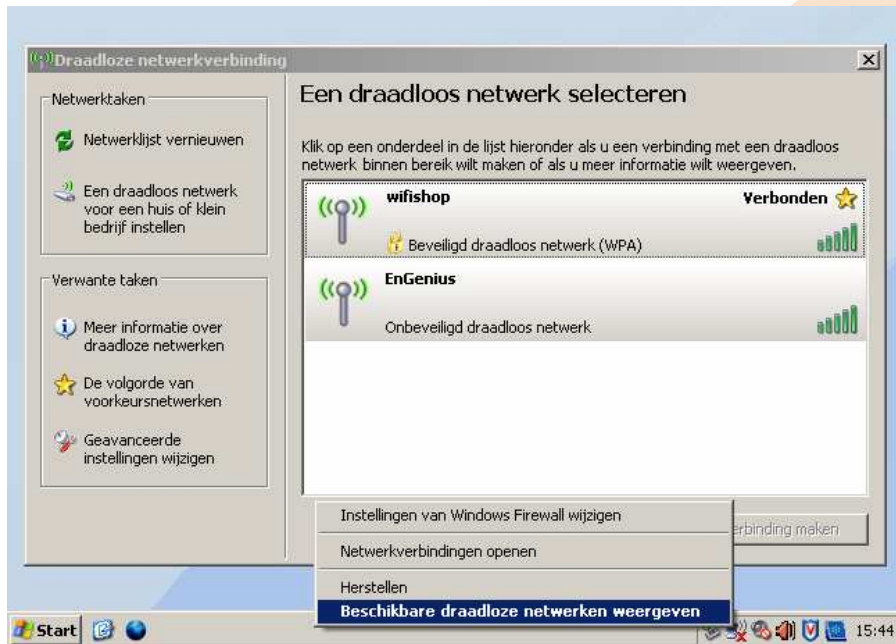 Draadloze netwerkverbinding
Netwerktaken
Netwerklijst vernieuwen
Een draadloos netwerk
voor een huis of klein
bedrijf instellen
Verwante taken
Meer informatie over
draadloze netwerken
De volgorde van
voorkeursnetwerken
Geavanceerde
instellingen wijzigen
Een draadloos netwerk selecteren
Klik op een onderdeel in de lijst hieronder als u een verbinding met een draadloos
netwerk binnen bereik wilt maken of als u meer informatie wilt weergeven.
wifishop
Verbonden
Beveiligd draadloos netwerk (WPA)
EnGenius
Onbeveiligd draadloos netwerk
erbinding maken
Instellingen van Windows Firewall wijzigen
Netwerkverbindingen openen
Herstellen
Beschikbare draadloze netwerken weergeven
Start
15:44